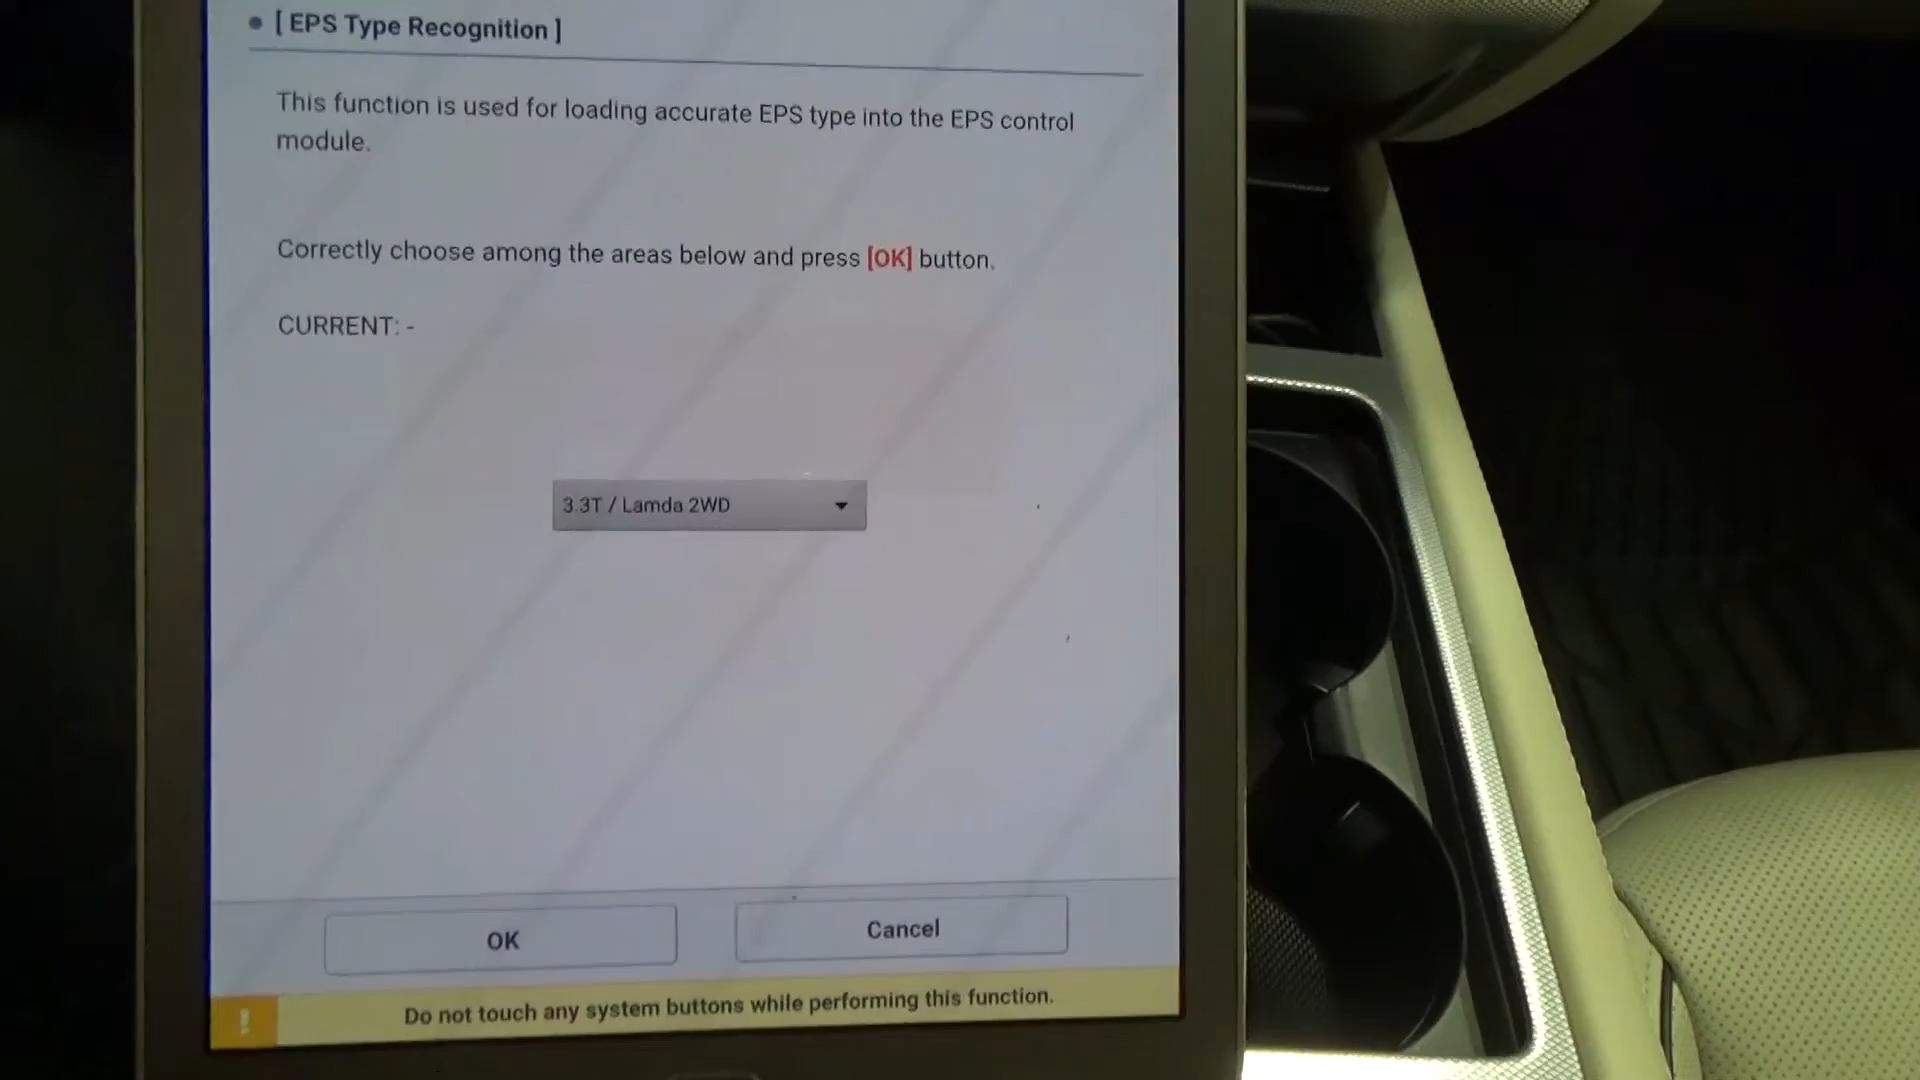 [ EPS Type Recognition ]
This function is used for loading accurate EPS type into the EPS control
module.
Correctly choose among the areas below and press [OK] button.
CURRENT: -
3.3T / Lamda 2WD
OK
Cancel
! Do not touch any system buttons while performing this function.